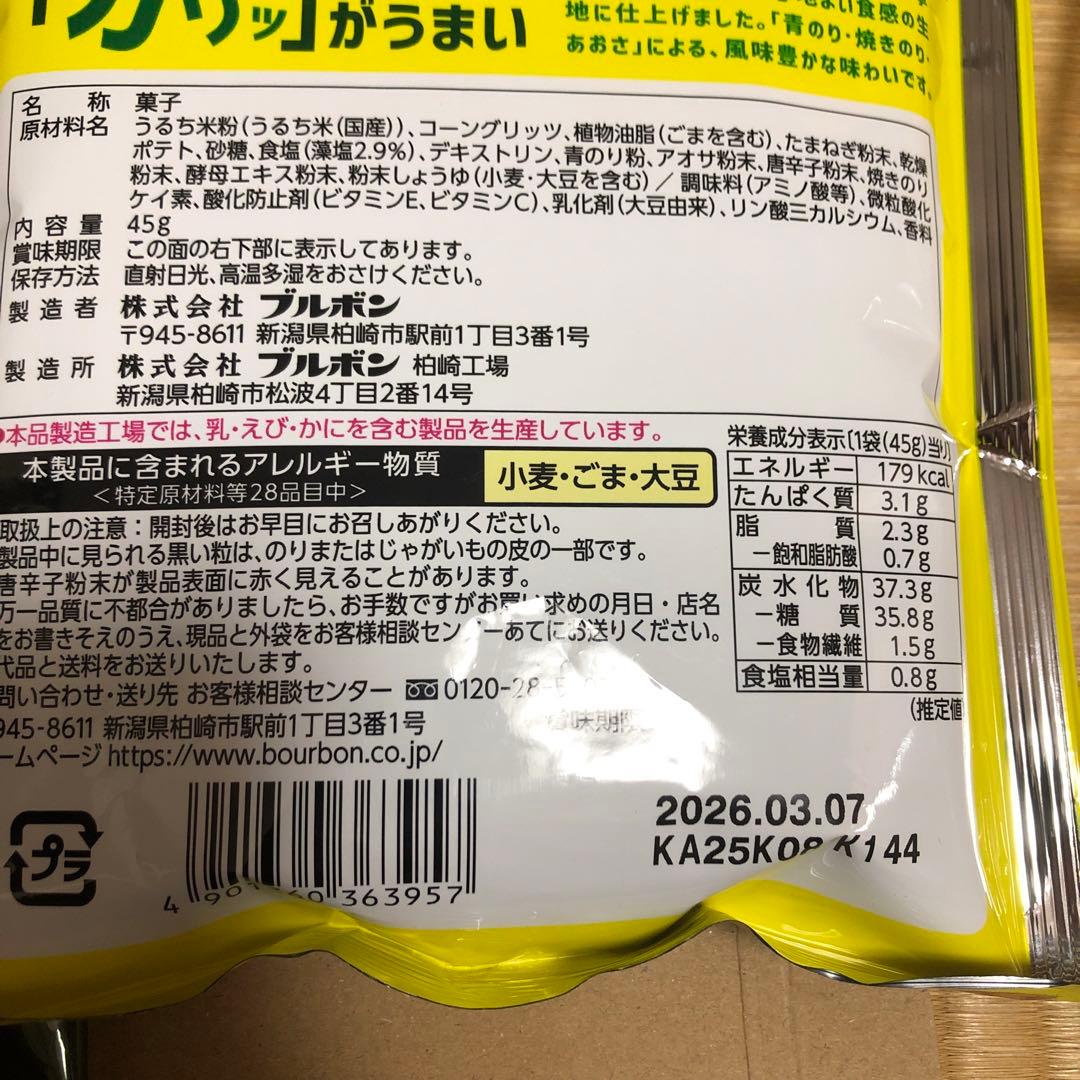 がうまい
よい食感の生
地に仕上げました。「青のり・焼きのり・
あおさ」による、風味豊かな味わいです。
名称 菓子
原材料名 うるち米粉(うるち米(国産))、コーングリッツ、植物油脂(ごまを含む)、たまねぎ粉末、乾燥
ポテト、砂糖、食塩(藻塩2.9%)、デキストリン、青のり粉、アオサ粉末、唐辛子粉末、焼きのり
粉末、酵母エキス粉末、粉末しょうゆ(小麦・大豆を含む)/調味料(アミノ酸等)、微粒酸化
ケイ素、酸化防止剤(ビタミンE、ビタミンC)、乳化剤(大豆由来)、リン酸三カルシウム、香料
内容量 45g
賞味期限 この面の右下部に表示してあります。
保存方法 直射日光、高温多湿をおさけください。
製造者 株式会社 ブルボン
〒945-8611 新潟県柏崎市駅前1丁目3番1号
製造所 株式会社 ブルボン 柏崎工場
新潟県柏崎市松波4丁目2番14号
●本品製造工場では、乳・えび・かにを含む製品を生産しています。
本製品に含まれるアレルギー物質
<特定原材料等28品目中>
小麦・ごま・大豆
取扱上の注意:開封後はお早目にお召しあがりください。
製品中に見られる黒い粒は、のりまたはじゃがいもの皮の一部です。
唐辛子粉末が製品表面に赤く見えることがあります。
万一品質に不都合がありましたら、お手数ですがお買い求めの月日・店名
をお書きそえのうえ、現品と外袋をお客様相談センターあてにお送りください。
代品と送料をお送りいたします。
問い合わせ・送り先 お客様相談センター 0120-28-
945-8611 新潟県柏崎市駅前1丁目3番1号
ームページ https://www.bourbon.co.jp/
栄養成分表示〔1袋(45g)当り〕
エネルギー 179kcal
たんぱく質 3.1g
脂質 2.3g
-飽和脂肪酸 0.7g
炭水化物 37.3g
-糖質 35.8g
-食物繊維 1.5g
食塩相当量 0.8g
(推定値
賞味期限
プラ
2026.03.07
KA25K08 K144
363957